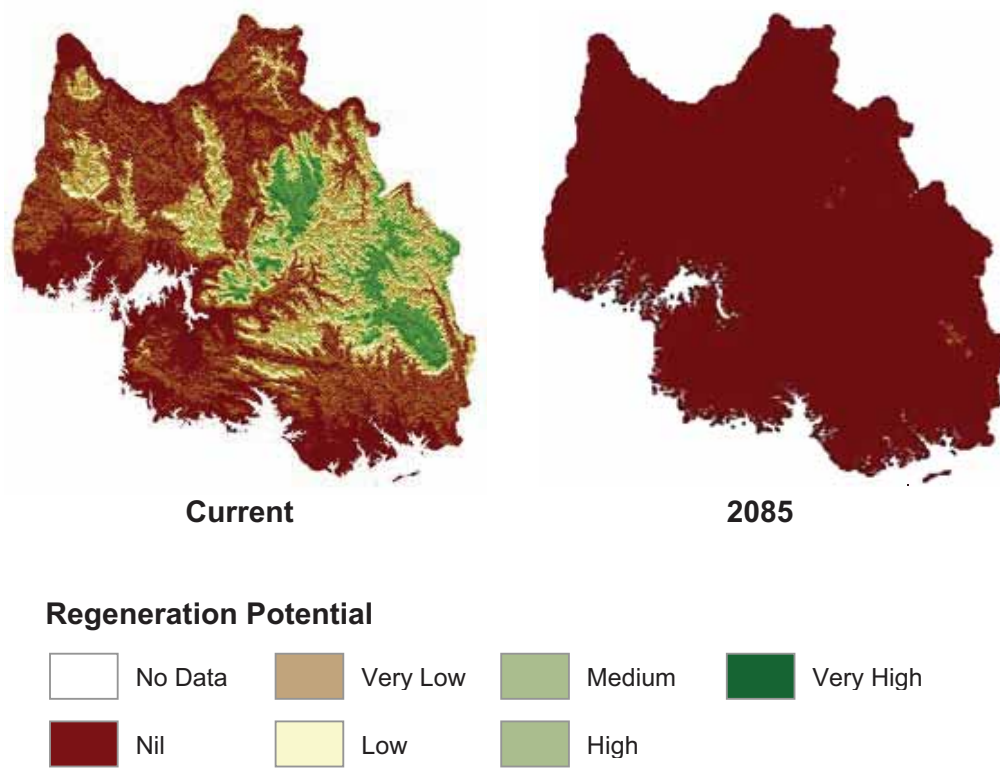 Current
2085
Regeneration Potential
No Data
Very Low
Medium
Very High
Nil
Low
High